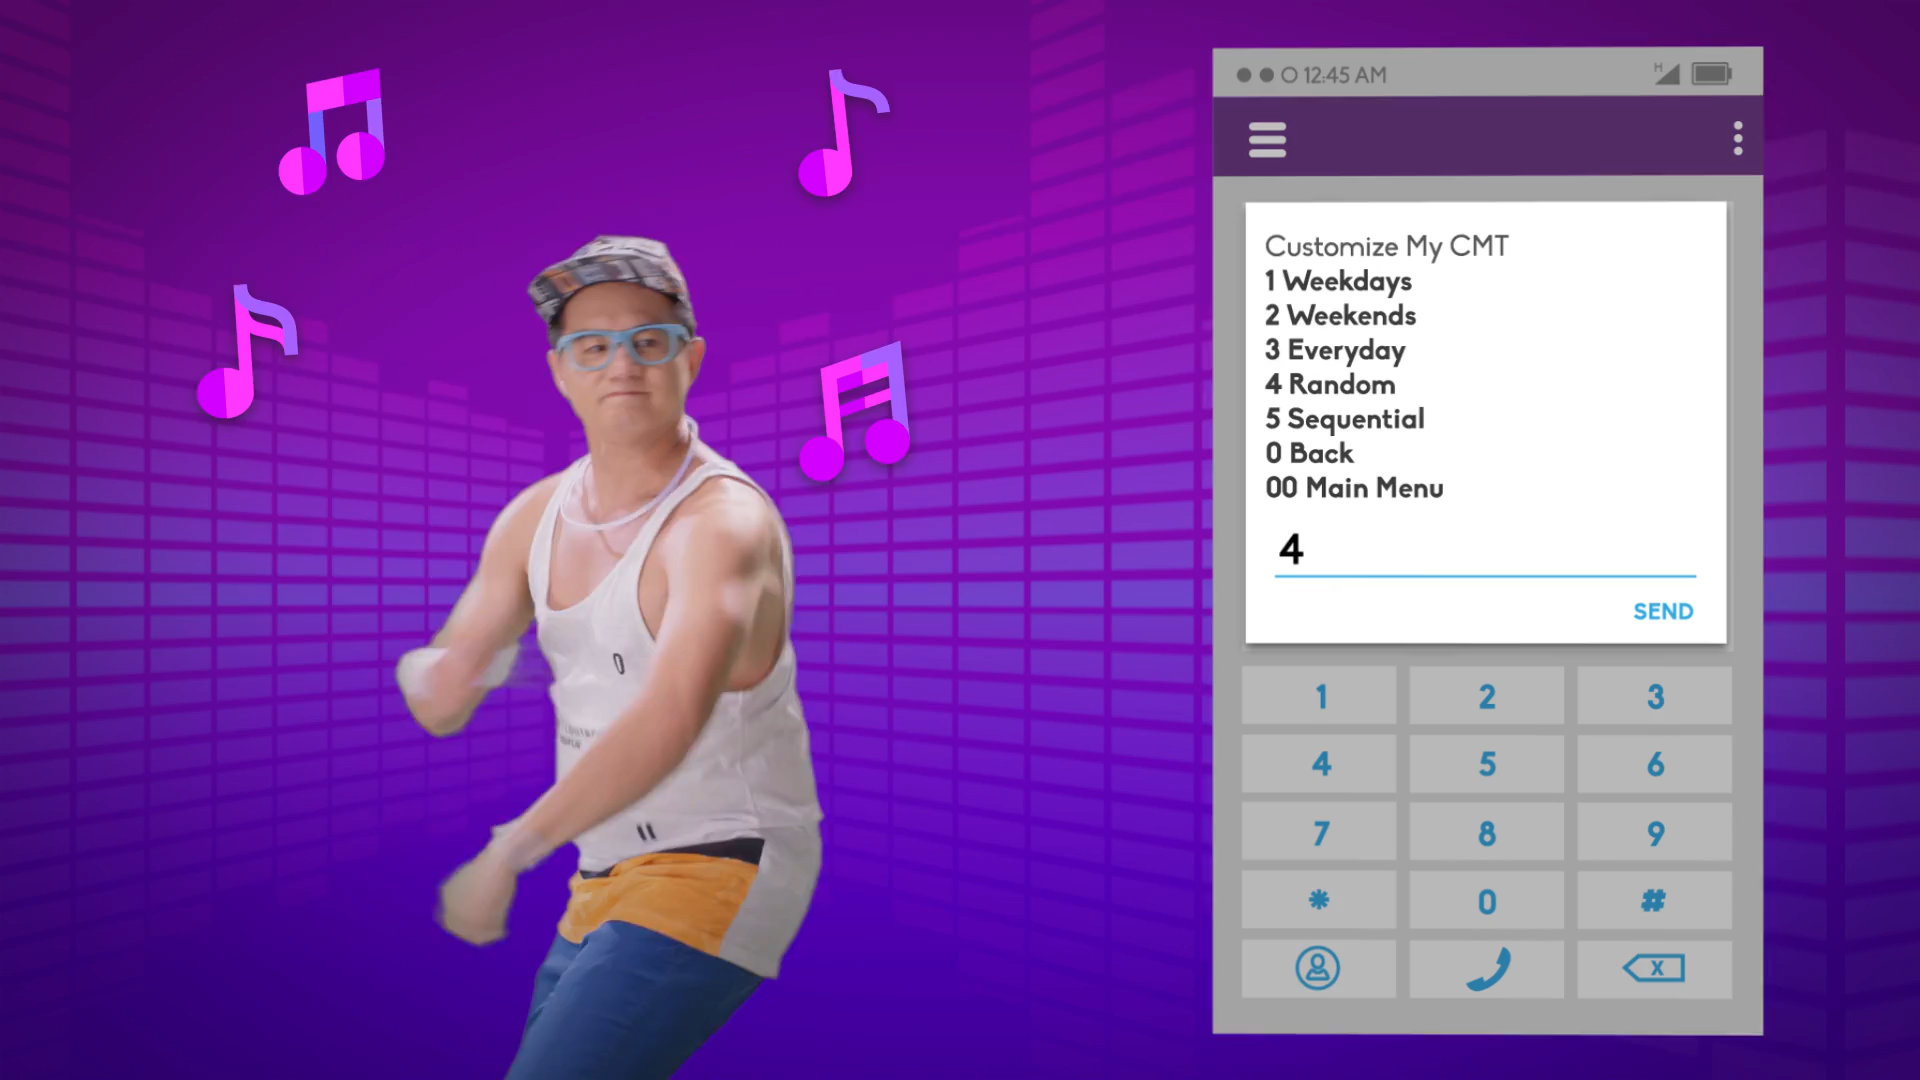 12:45 AM
H
Customize My CMT
1 Weekdays
2 Weekends
3 Everyday
4 Random
5 Sequential
0 Back
00 Main Menu
4
SEND
1 2 3
4 5 6
7 8 9
* 0 #
X
0